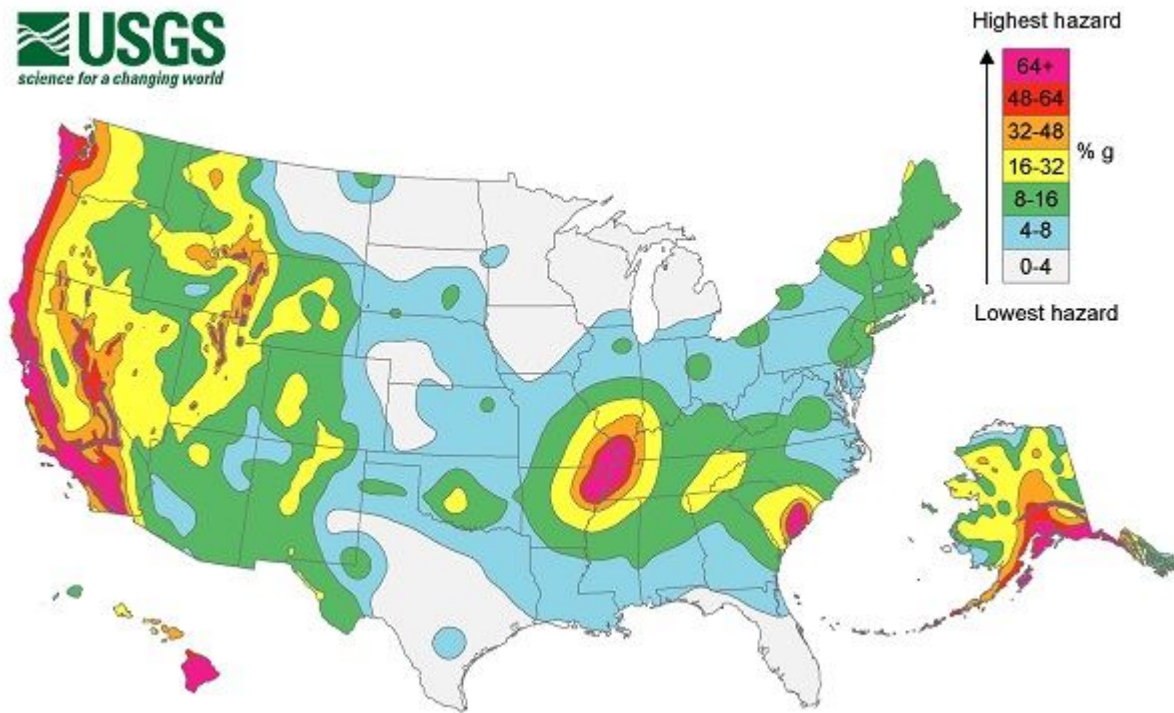 USGS
science for a changing world
Highest hazard
64+
48-64
32-48
16-32
8-16
4-8
0-4
% g
Lowest hazard